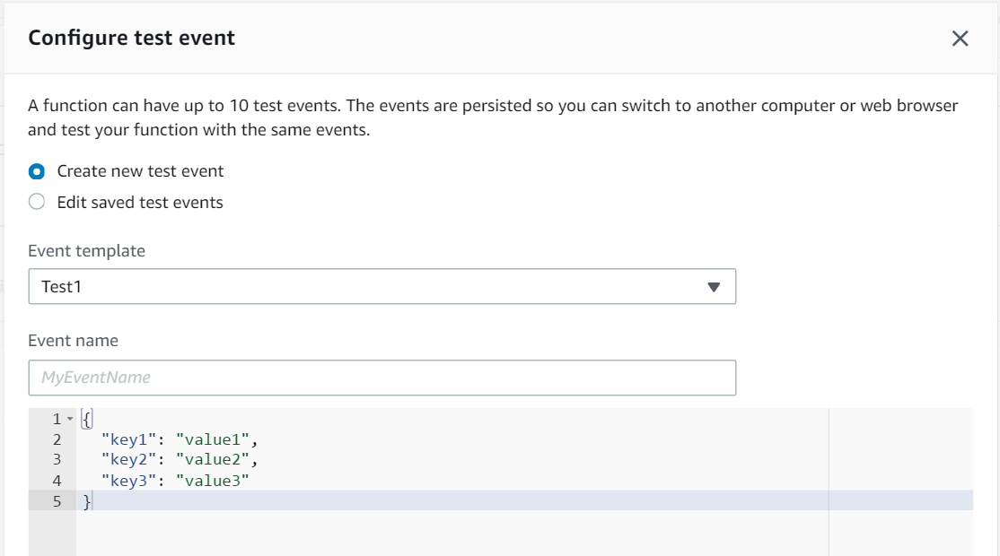 Configure test event
A function can have up to 10 test events. The events are persisted so you can switch to another computer or web browser
and test your function with the same events.
Create new test event
Edit saved test events
Event template
Test1
Event name
MyEventName
1 {
2 "key1": "value1",
3 "key2": "value2",
4 "key3": "value3"
5 }